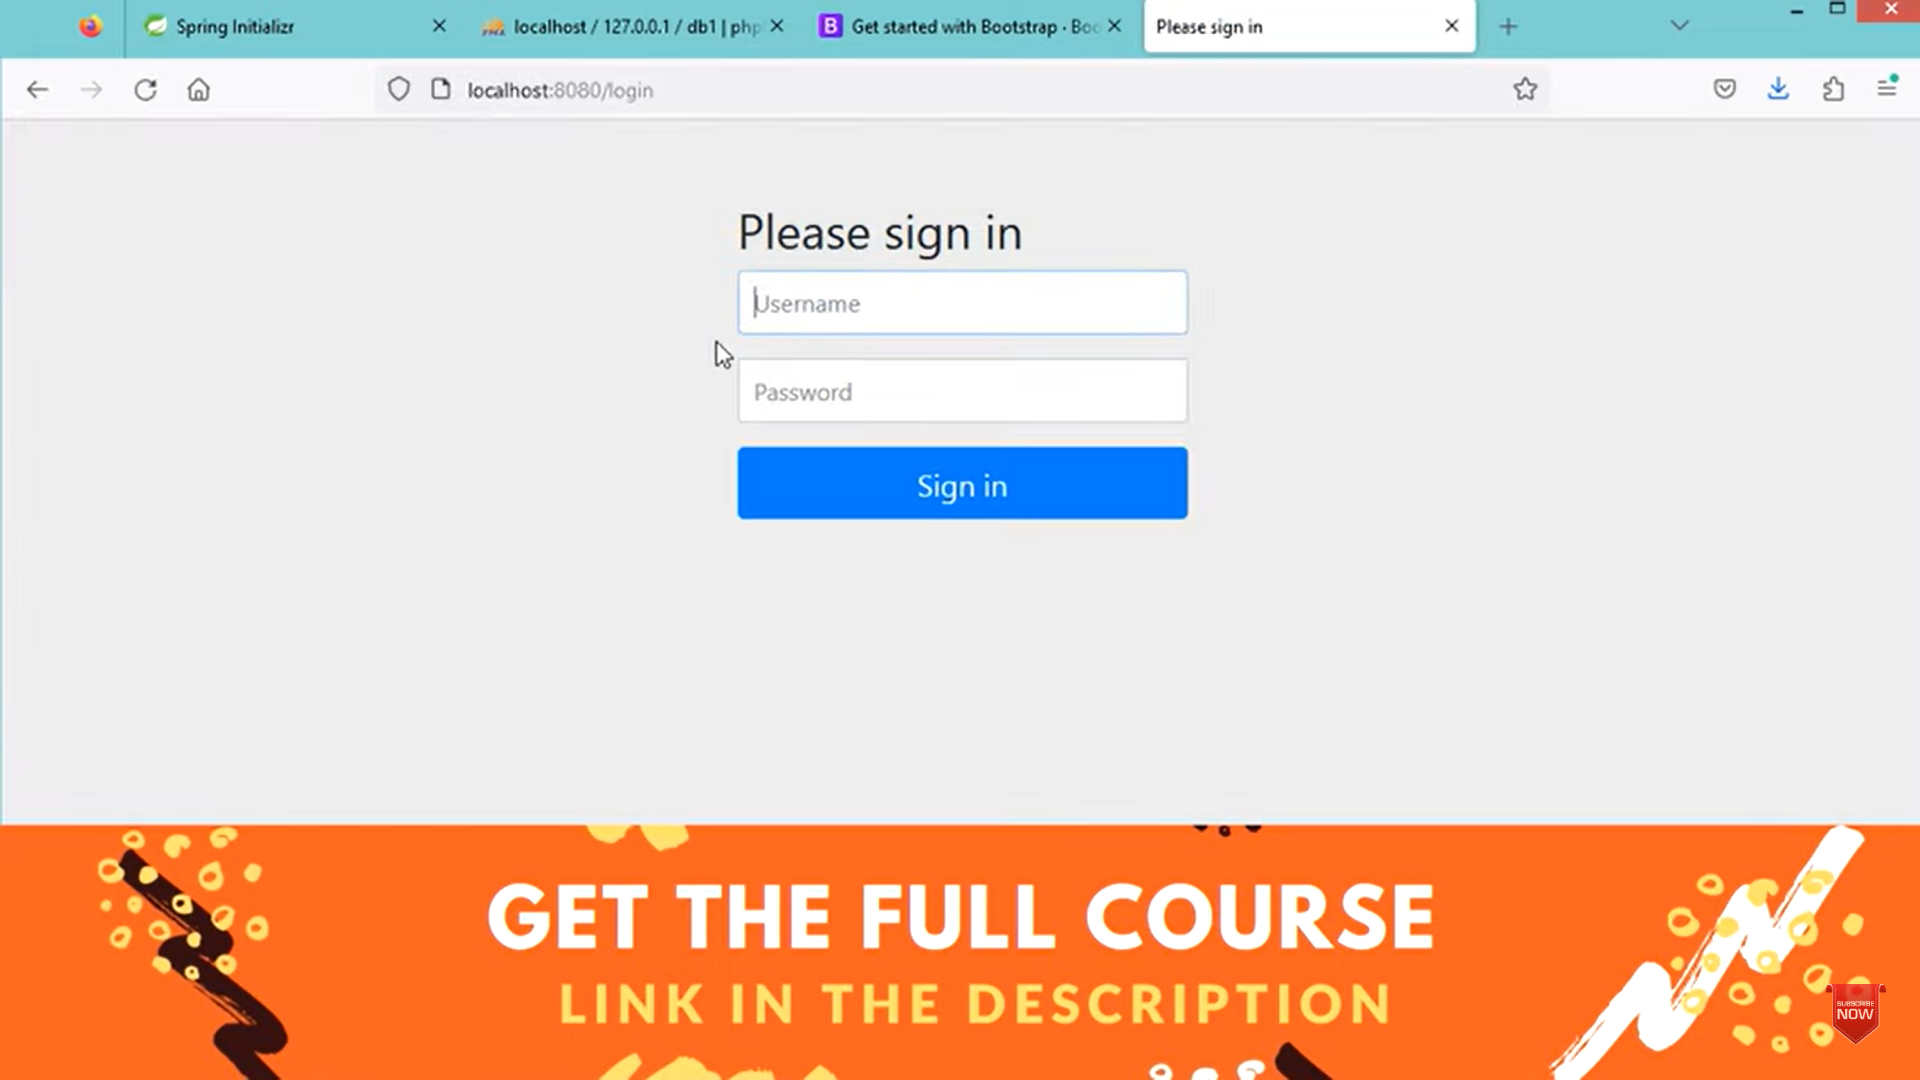 Spring Initializr
localhost / 127.0.0.1 / db1 | php
Get started with Bootstrap · Boo
Please sign in
localhost:8080/login
Please sign in
Username
Password
Sign in
GET THE FULL COURSE
LINK IN THE DESCRIPTION
SUBSCRIBE
NOW